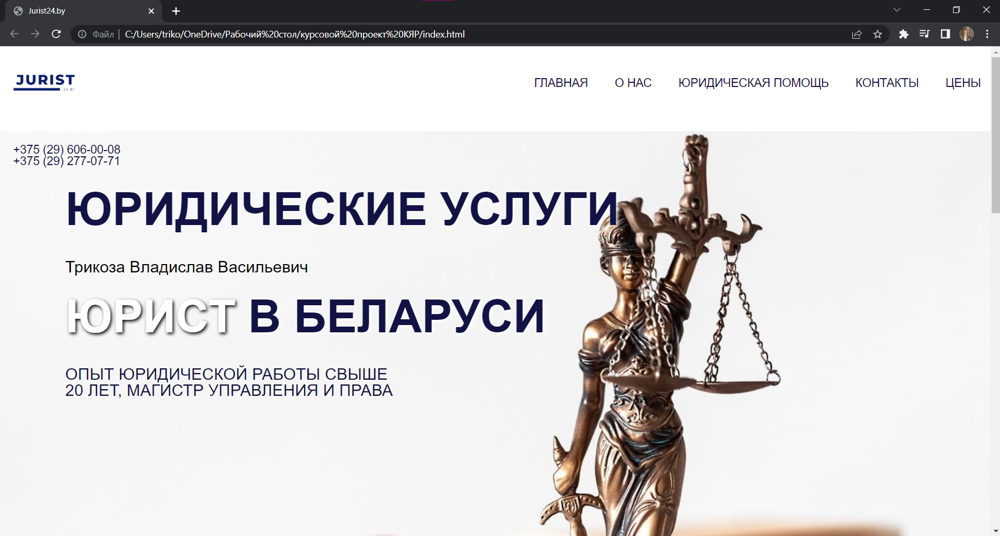 Jurist24.by
Файл
C:/Users/triko/OneDrive/Рабочий%20стол/курсовой%20проект%20КЯР/index.html
JURIST
ГЛАВНАЯ О НАС ЮРИДИЧЕСКАЯ ПОМОЩЬ КОНТАКТЫ ЦЕНЫ
+375 (29) 606-00-08
+375 (29) 277-07-71
ЮРИДИЧЕСКИЕ УСЛУГИ
Трикоза Владислав Васильевич
ЮРИСТ В БЕЛАРУСИ
ОПЫТ ЮРИДИЧЕСКОЙ РАБОТЫ СВЫШЕ
20 ЛЕТ, МАГИСТР УПРАВЛЕНИЯ И ПРАВА